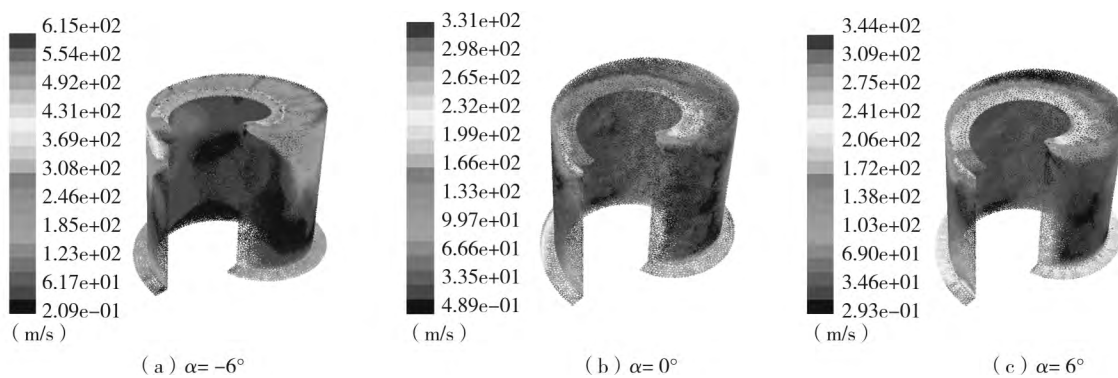 6.15e+02
5.54e+02
4.92e+02
4.31e+02
3.69e+02
3.08e+02
2.46e+02
1.85e+02
1.23e+02
6.17e+01
2.09e−01
（m/s）
（a）α= −6°
3.31e+02
2.98e+02
2.65e+02
2.32e+02
1.99e+02
1.66e+02
1.33e+02
9.97e+01
6.66e+01
3.35e+01
4.89e−01
（m/s）
（b）α= 0°
3.44e+02
3.09e+02
2.75e+02
2.41e+02
2.06e+02
1.72e+02
1.38e+02
1.03e+02
6.90e+01
3.46e+01
2.93e−01
（m/s）
（c）α= 6°